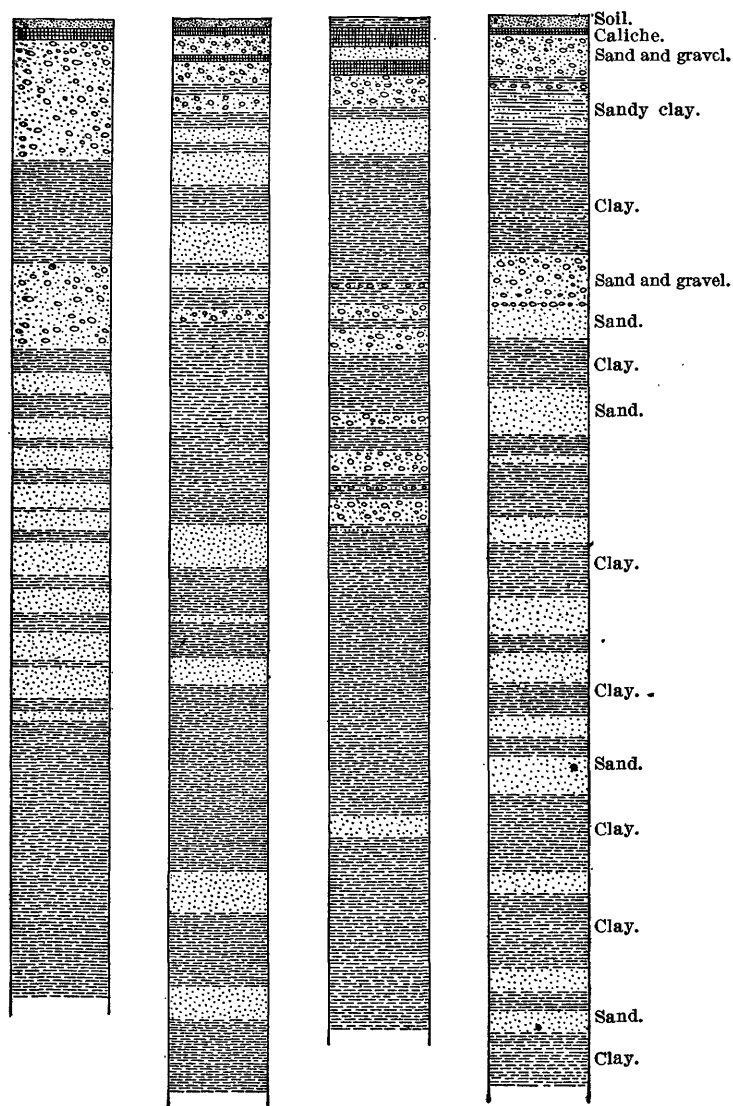 Soil.
Caliche.
Sand and gravel.
Sandy clay.
Clay.
Sand and gravel.
Sand.
Clay.
Sand.
Clay.
Clay.
Sand.
Clay.
Clay.
Sand.
Clay.